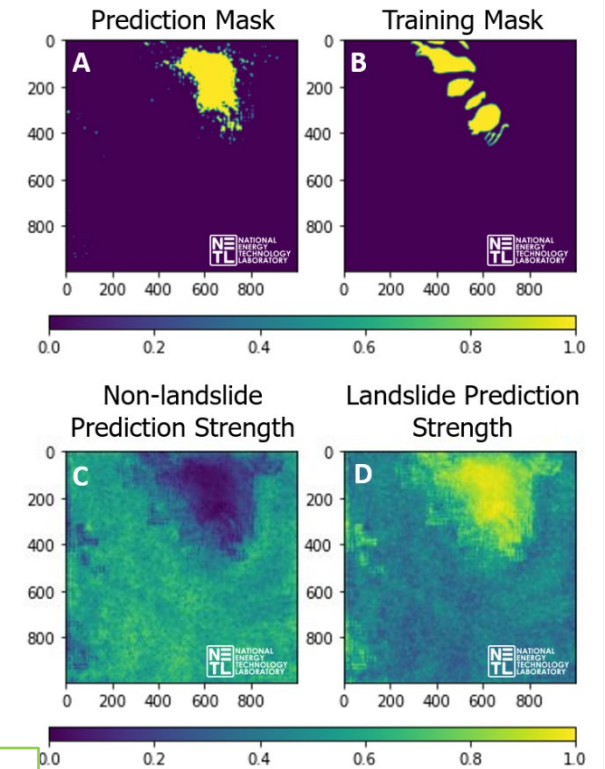 Prediction Mask
Training Mask
A
B
0
200
400
600
800
0
200
400
600
800
NETL NATIONAL ENERGY TECHNOLOGY LABORATORY
NETL NATIONAL ENERGY TECHNOLOGY LABORATORY
0 200 400 600 800
0 200 400 600 800
0.0 0.2 0.4 0.6 0.8 1.0
Non-landslide
Prediction Strength
Landslide Prediction
Strength
C
D
0
200
400
600
800
0
200
400
600
800
NETL NATIONAL ENERGY TECHNOLOGY LABORATORY
NETL NATIONAL ENERGY TECHNOLOGY LABORATORY
0 200 400 600 800
0 200 400 600 800
0.0 0.2 0.4 0.6 0.8 1.0